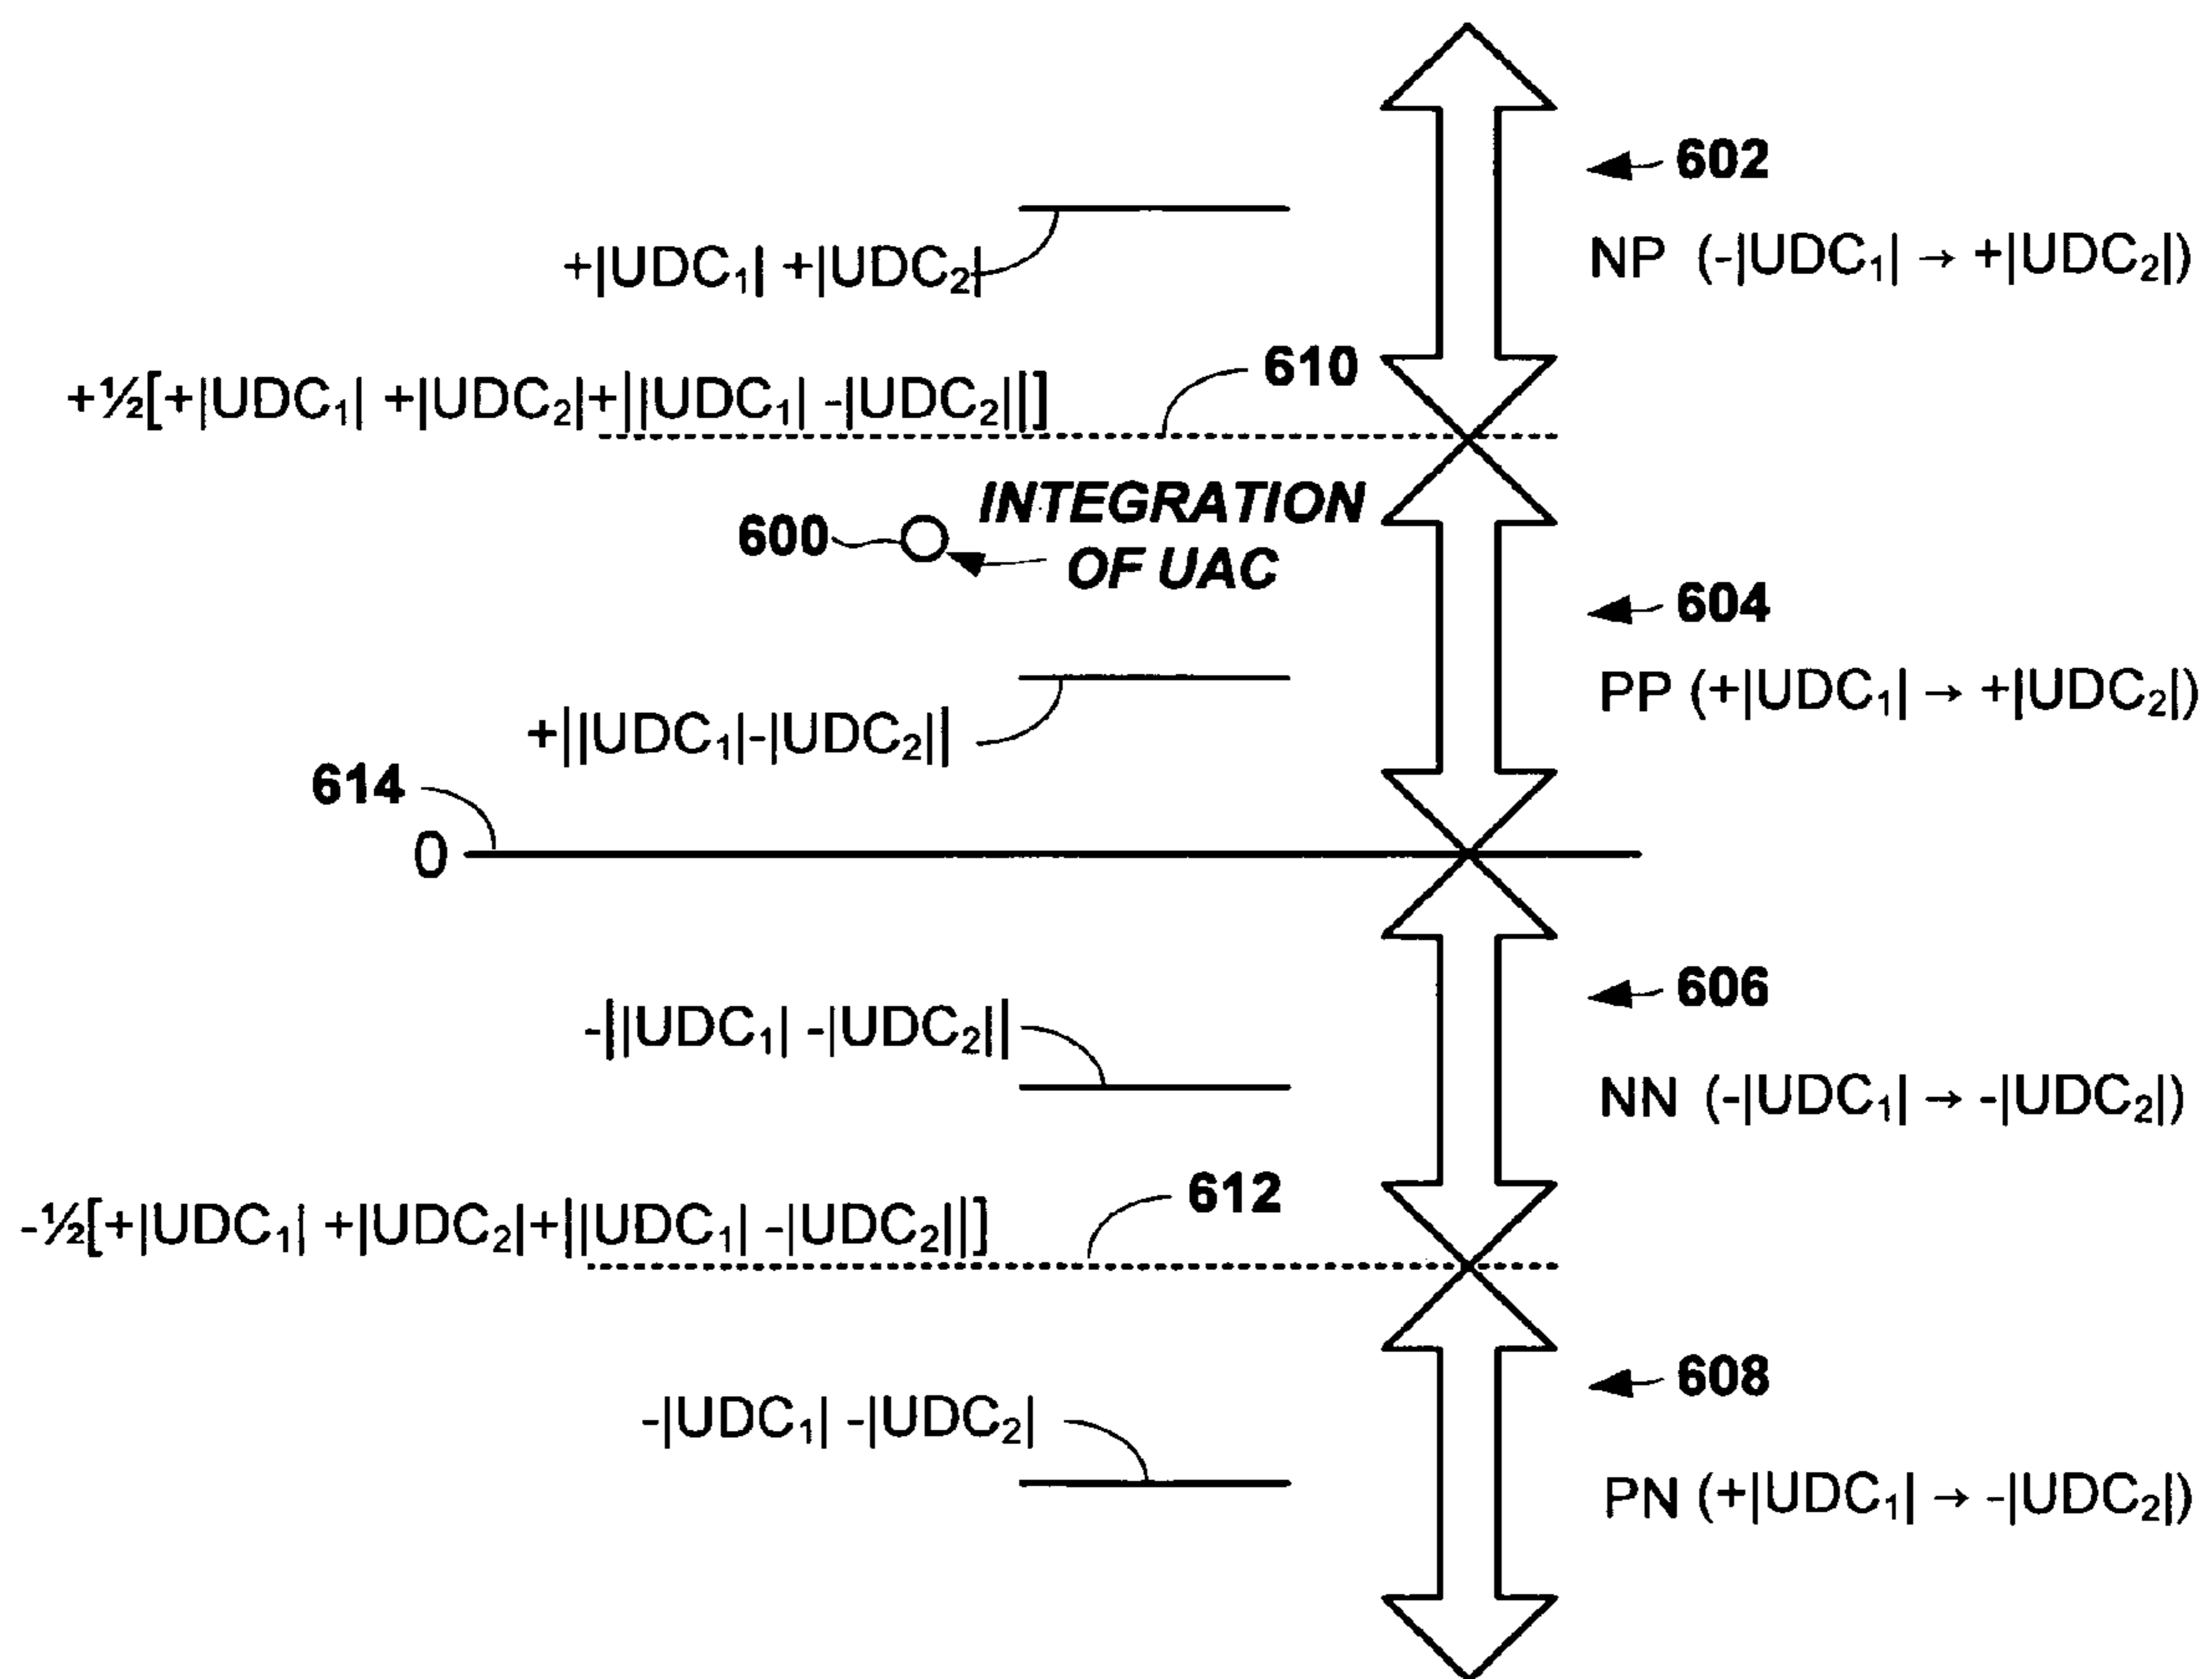 602
NP (-|UDC₁| → +|UDC₂|)
+|UDC₁| +|UDC₂|
610
+½[+|UDC₁| +|UDC₂|+||UDC₁| -|UDC₂||]
INTEGRATION
600
OF UAC
604
PP (+|UDC₁| → +|UDC₂|)
+||UDC₁|-|UDC₂||
614
0
606
-||UDC₁| -|UDC₂||
NN (-|UDC₁| → -|UDC₂|)
612
-½[+|UDC₁| +|UDC₂|+||UDC₁| -|UDC₂||]
608
-|UDC₁| -|UDC₂|
PN (+|UDC₁| → -|UDC₂|)